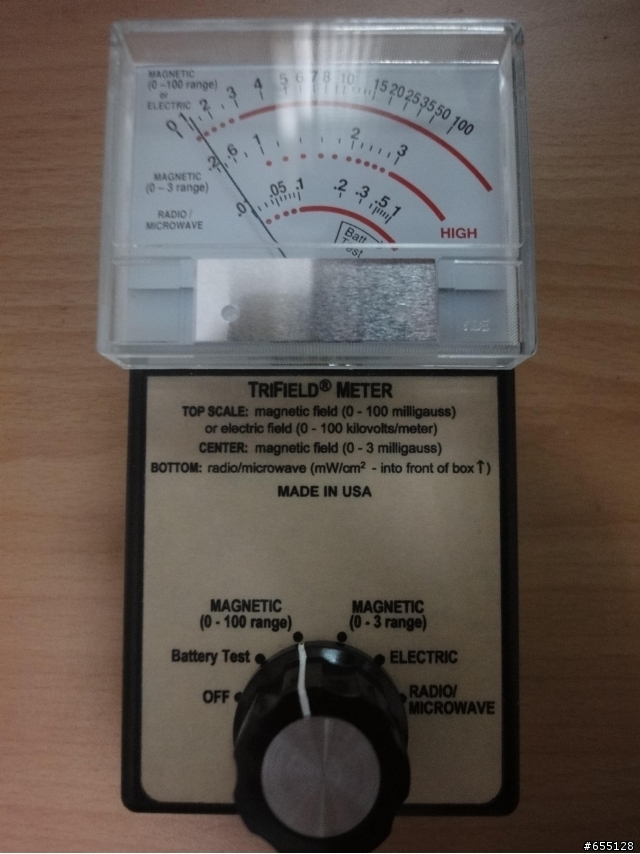 MAGNETIC
(0 -100 range)
or
ELECTRIC
0 1 2 3 4 5 6 7 8 10 15 20 25 35 50 100
MAGNETIC
(0 - 3 range)
.2 .6 1 2 3
RADIO /
MICROWAVE
.01 .05 .1 .2 .3 .5 1
HIGH
TRIFIELD® METER
TOP SCALE: magnetic field (0 - 100 milligauss)
or electric field (0 - 100 kilovolts/meter)
CENTER: magnetic field (0 - 3 milligauss)
BOTTOM: radio/microwave (mW/cm² - into front of box↑)
MADE IN USA
MAGNETIC
(0 - 100 range)
MAGNETIC
(0 - 3 range)
Battery Test
ELECTRIC
OFF
RADIO/
MICROWAVE
#655128